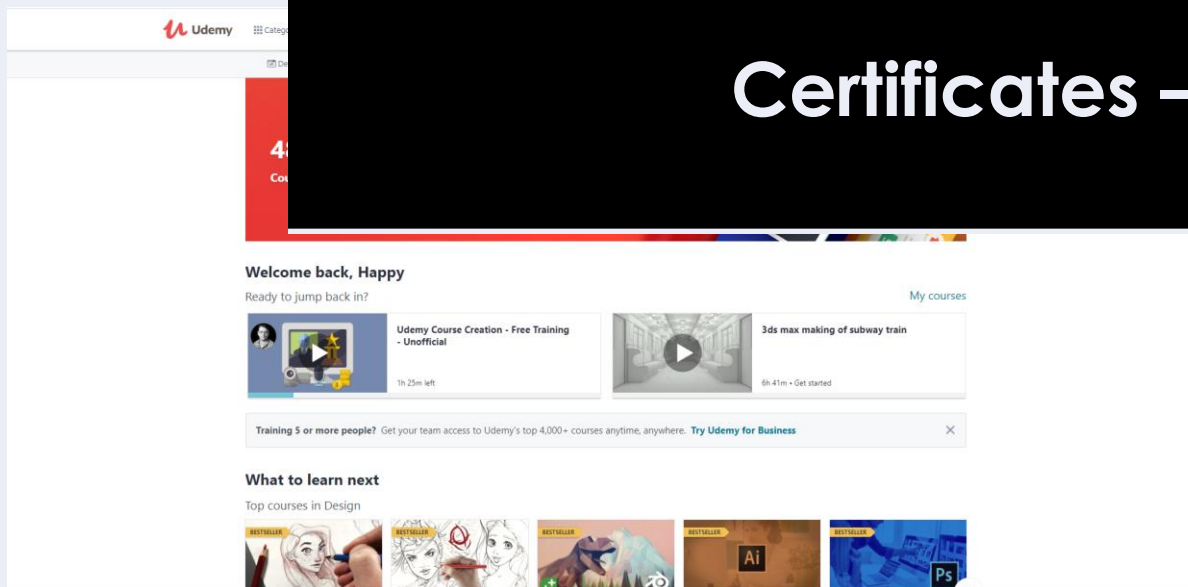 Udemy
Certificates –
Welcome back, Happy
Ready to jump back in?
My courses
Udemy Course Creation - Free Training
- Unofficial
1h 25m left
3ds max making of subway train
6h 41m • Get started
Training 5 or more people? Get your team access to Udemy's top 4,000+ courses anytime, anywhere. Try Udemy for Business
What to learn next
Top courses in Design
BESTSELLER BESTSELLER BESTSELLER BESTSELLER BESTSELLER
Ai
Ps